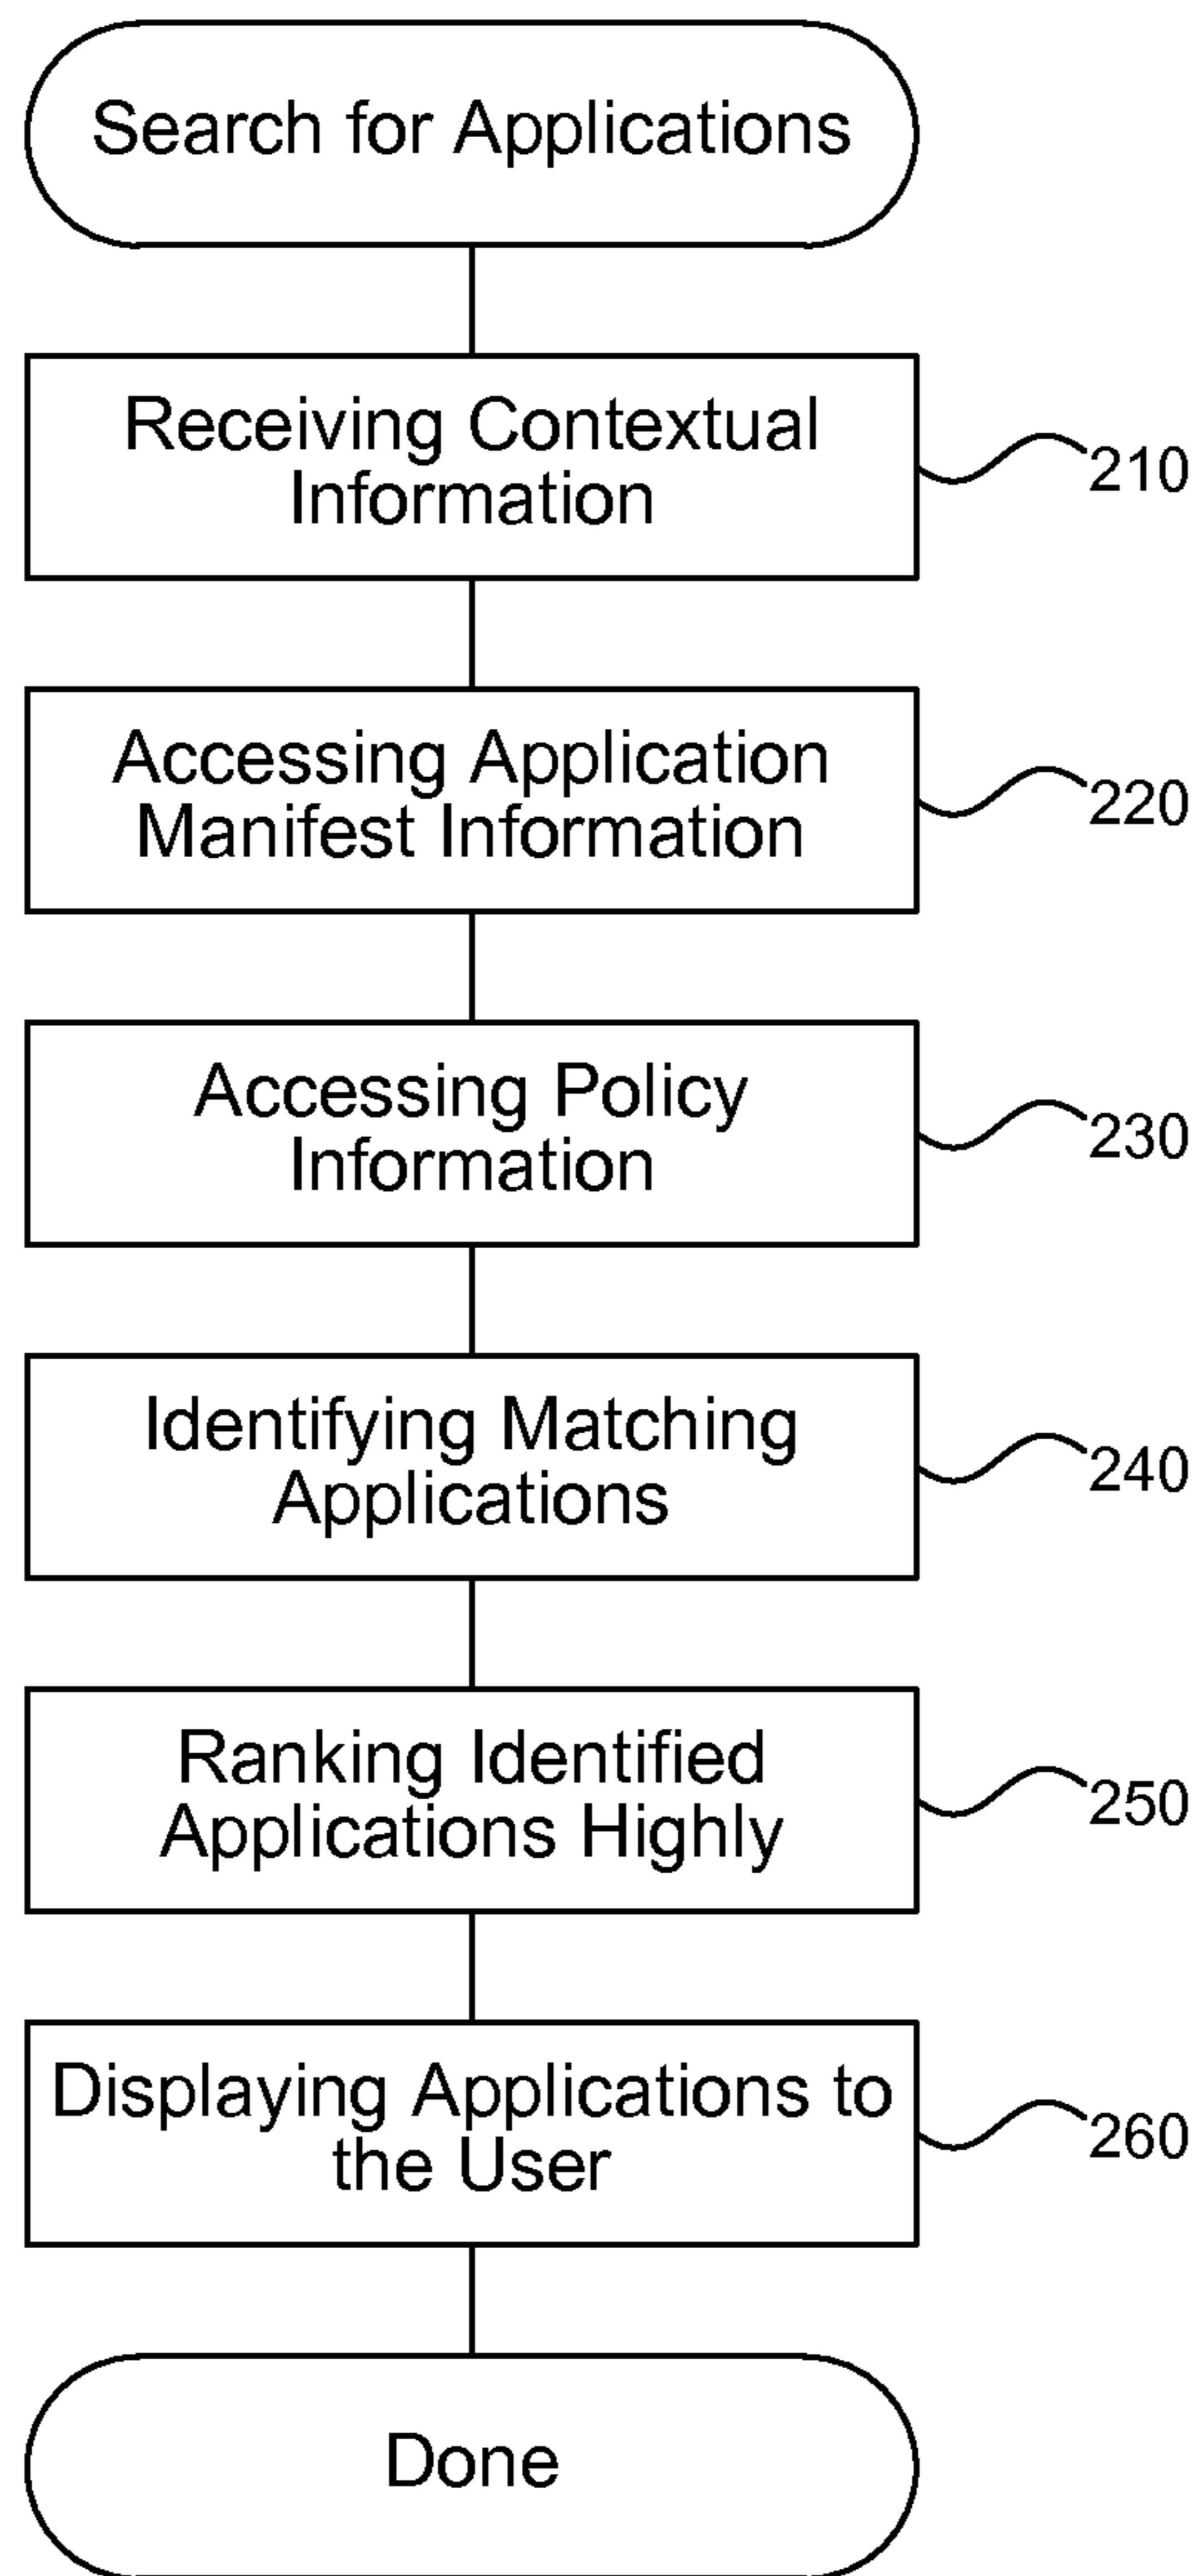 Search for Applications
Receiving Contextual
Information
210
Accessing Application
Manifest Information
220
Accessing Policy
Information
230
Identifying Matching
Applications
240
Ranking Identified
Applications Highly
250
Displaying Applications to
the User
260
Done